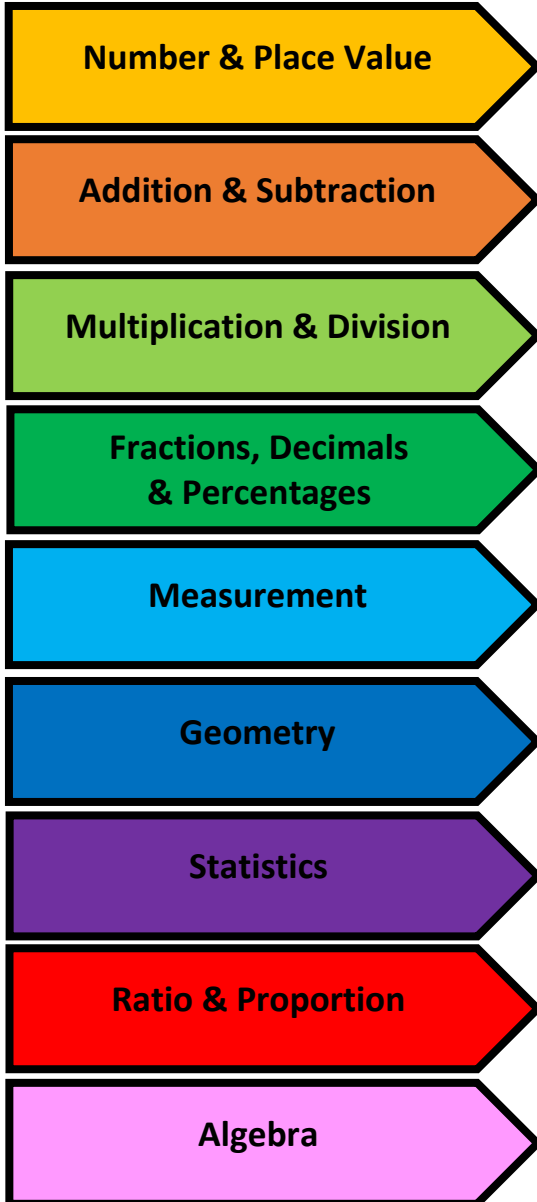 Number & Place Value
Addition & Subtraction
Multiplication & Division
Fractions, Decimals
& Percentages
Measurement
Geometry
Statistics
Ratio & Proportion
Algebra